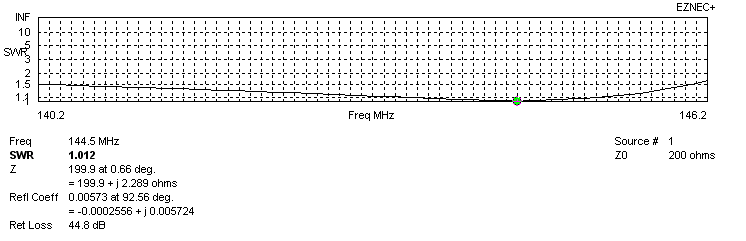 EZNEC+
INF
10
5
SWR
3
2
1.5
1.1
140.2 Freq MHz 146.2
Freq 144.5 MHz Source # 1
SWR 1.012 Z0 200 ohms
Z 199.9 at 0.66 deg.
= 199.9 + j 2.289 ohms
Refl Coeff 0.00573 at 92.56 deg.
= -0.0002556 + j 0.005724
Ret Loss 44.8 dB